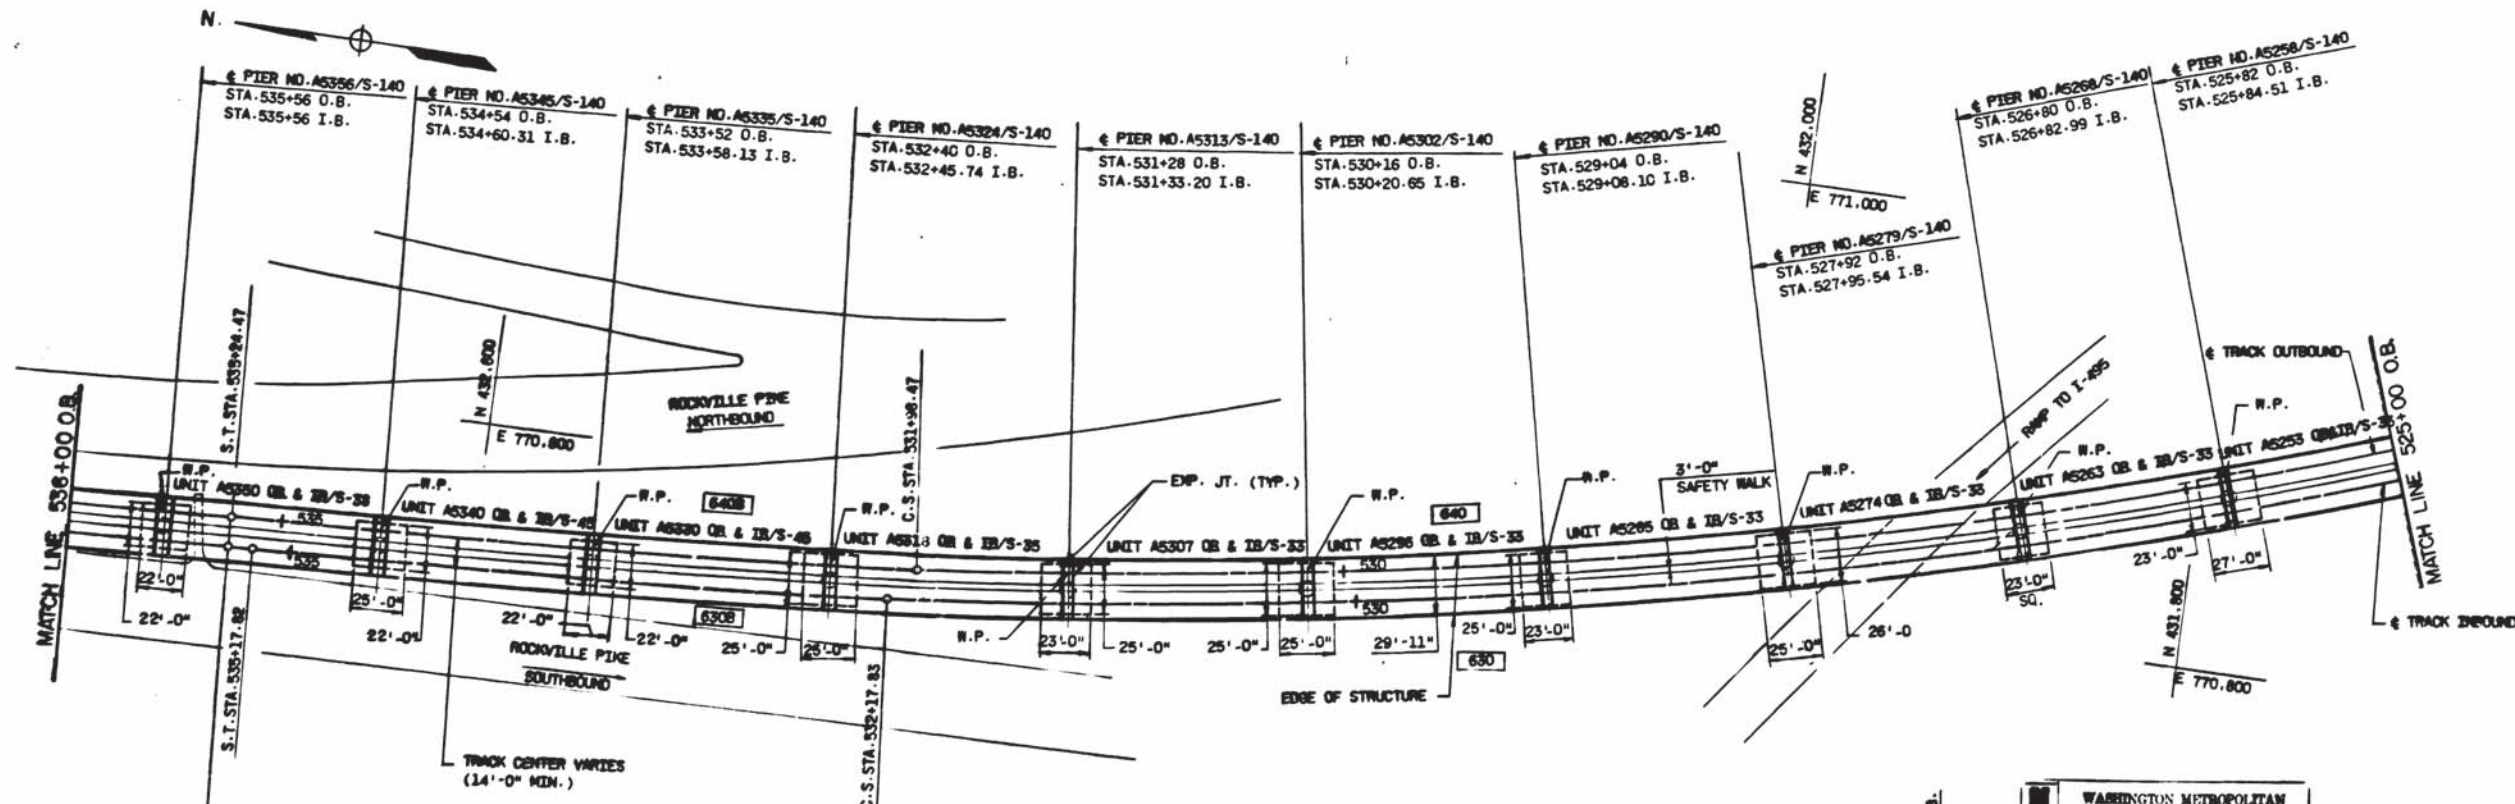 N.
℄ PIER NO.A5356/S-140
STA.535+56 O.B.
STA.535+56 I.B.
℄ PIER NO.A5345/S-140
STA.534+54 O.B.
STA.534+60.31 I.B.
℄ PIER NO.A5335/S-140
STA.533+52 O.B.
STA.533+58.13 I.B.
℄ PIER NO.A5324/S-140
STA.532+40 O.B.
STA.532+45.74 I.B.
℄ PIER NO.A5313/S-140
STA.531+28 O.B.
STA.531+33.20 I.B.
℄ PIER NO.A5302/S-140
STA.530+16 O.B.
STA.530+20.65 I.B.
℄ PIER NO.A5290/S-140
STA.529+04 O.B.
STA.529+08.10 I.B.
N 432.000
E 771.000
℄ PIER NO.A5279/S-140
STA.527+92 O.B.
STA.527+95.54 I.B.
℄ PIER NO.A5268/S-140
STA.526+80 O.B.
STA.526+82.99 I.B.
℄ PIER NO.A5258/S-140
STA.525+82 O.B.
STA.525+84.51 I.B.
S.T.STA.535+24.47
N 432.600
E 770.800
ROCKVILLE PIKE
NORTHBOUND
C.S.STA.531+98.47
RAMP TO I-495
℄ TRACK OUTBOUND
MATCH LINE 536+00 O.B.
MATCH LINE 525+00 O.B.
W.P.
UNIT A5350 OB & IB/S-33
W.P.
UNIT A5340 OB & IB/S-45
W.P.
UNIT A5330 OB & IB/S-45
640B
W.P.
UNIT A5318 OB & IB/S-35
EXP. JT. (TYP.)
UNIT A5307 OB & IB/S-33
W.P.
UNIT A5296 OB & IB/S-33
640
W.P.
UNIT A5285 OB & IB/S-33
3'-0"
SAFETY WALK
W.P.
UNIT A5274 OB & IB/S-33
W.P.
UNIT A5263 OB & IB/S-33
W.P.
UNIT A5253 OB&IB/S-33
535
535
530
530
22'-0"
22'-0"
25'-0"
22'-0"
22'-0"
22'-0"
630B
25'-0"
25'-0"
W.P.
23'-0"
25'-0"
25'-0"
25'-0"
29'-11"
25'-0"
23'-0"
630
25'-0"
26'-0
23'-0"
SQ.
23'-0"
27'-0"
℄ TRACK INBOUND
N 431.800
E 770.800
ROCKVILLE PIKE
SOUTHBOUND
EDGE OF STRUCTURE
S.T.STA.535+17.82
TRACK CENTER VARIES
(14'-0" MIN.)
C.S.STA.532+17.83
WASHINGTON METROPOLITAN